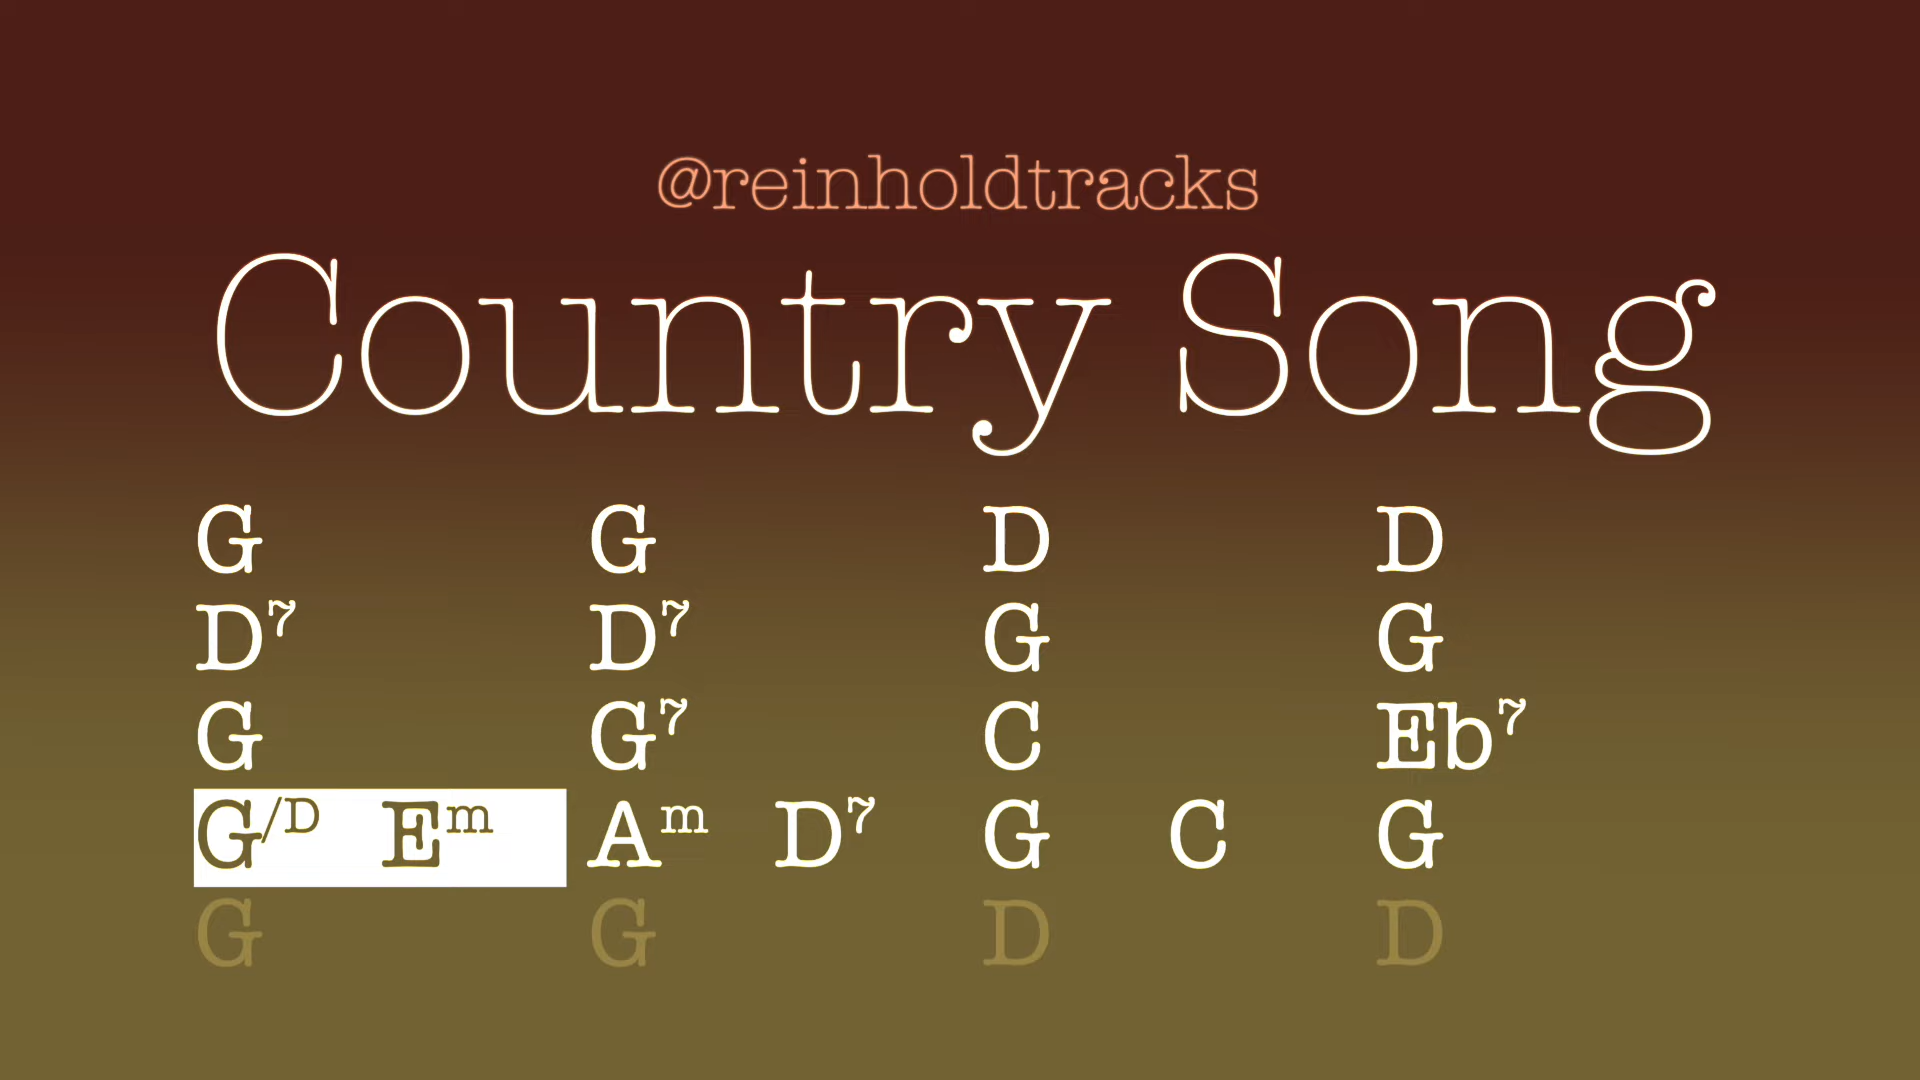 @reinholdtracks
Country Song
G G D D
D7 D7 G G
G G7 C Eb7
G/D Em Am D7 G C G
G G D D